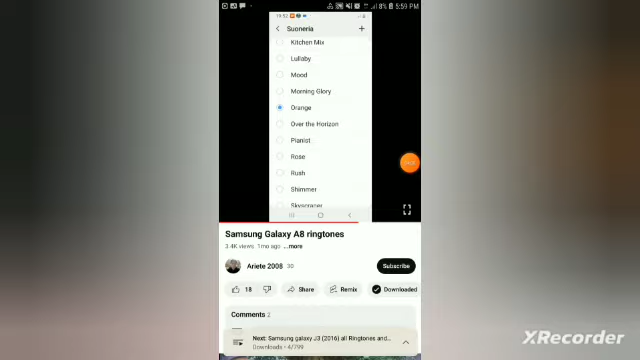 8% 5:59 PM
19:52
Suoneria
Kitchen Mix
Lullaby
Mood
Morning Glory
Orange
Over the Horizon
Pianist
Rose
Rush
Shimmer
Skyscraper
Samsung Galaxy A8 ringtones
3.4K views 1mo ago ...more
Ariete 2008 30
Subscribe
18 Share Remix Downloaded
Comments 2
Next: Samsung galaxy J3 (2016) all Ringtones and...
Downloads • 4/799
XRecorder